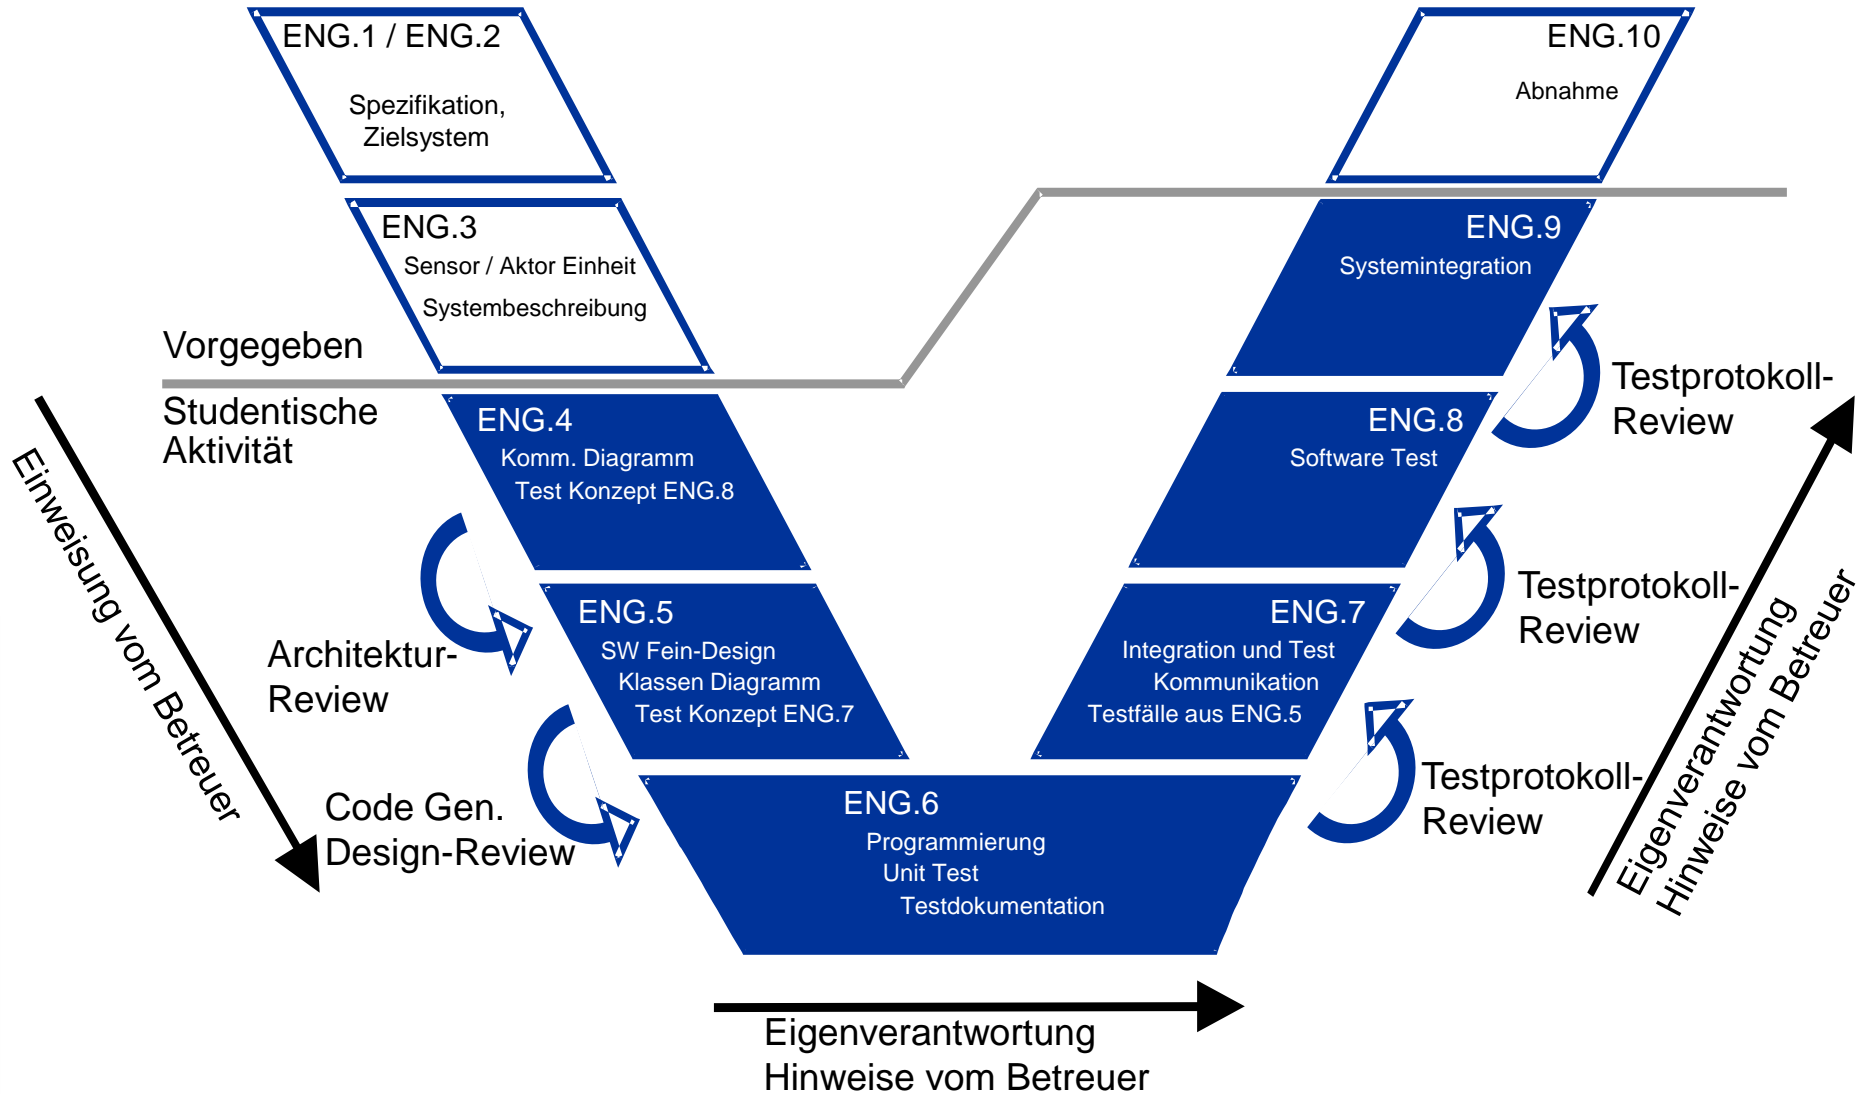 ENG.1 / ENG.2
Spezifikation,
Zielsystem
ENG.3
Sensor / Aktor Einheit
Systembeschreibung
Vorgegeben
Studentische
Aktivität
Einweisung vom Betreuer
ENG.4
Komm. Diagramm
Test Konzept ENG.8
Architektur-
Review
ENG.5
SW Fein-Design
Klassen Diagramm
Test Konzept ENG.7
Code Gen.
Design-Review
ENG.6
Programmierung
Unit Test
Testdokumentation
Eigenverantwortung
Hinweise vom Betreuer
ENG.7
Integration und Test
Kommunikation
Testfälle aus ENG.5
Testprotokoll-
Review
ENG.8
Software Test
Testprotokoll-
Review
ENG.9
Systemintegration
Testprotokoll-
Review
ENG.10
Abnahme
Eigenverantwortung
Hinweise vom Betreuer